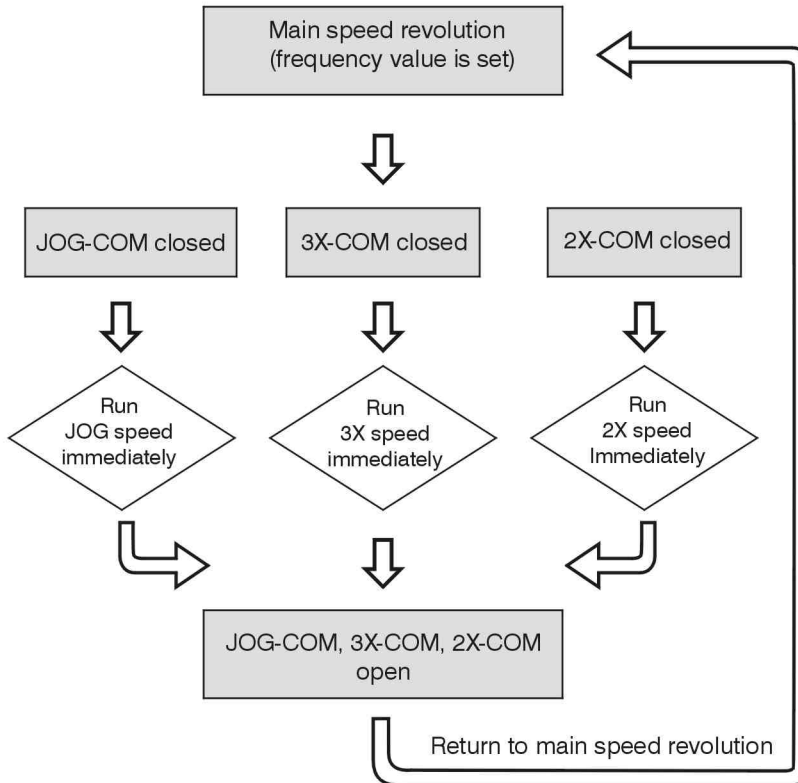 Main speed revolution
(frequency value is set)
JOG-COM closed
3X-COM closed
2X-COM closed
Run
JOG speed
immediately
Run
3X speed
immediately
Run
2X speed
Immediately
JOG-COM, 3X-COM, 2X-COM
open
Return to main speed revolution